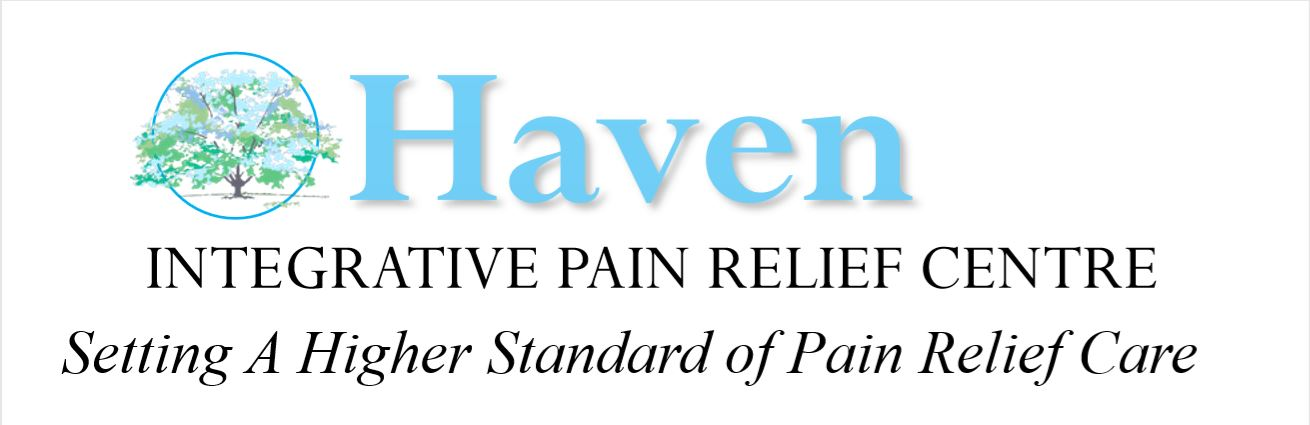 Haven
INTEGRATIVE PAIN RELIEF CENTRE
Setting A Higher Standard of Pain Relief Care